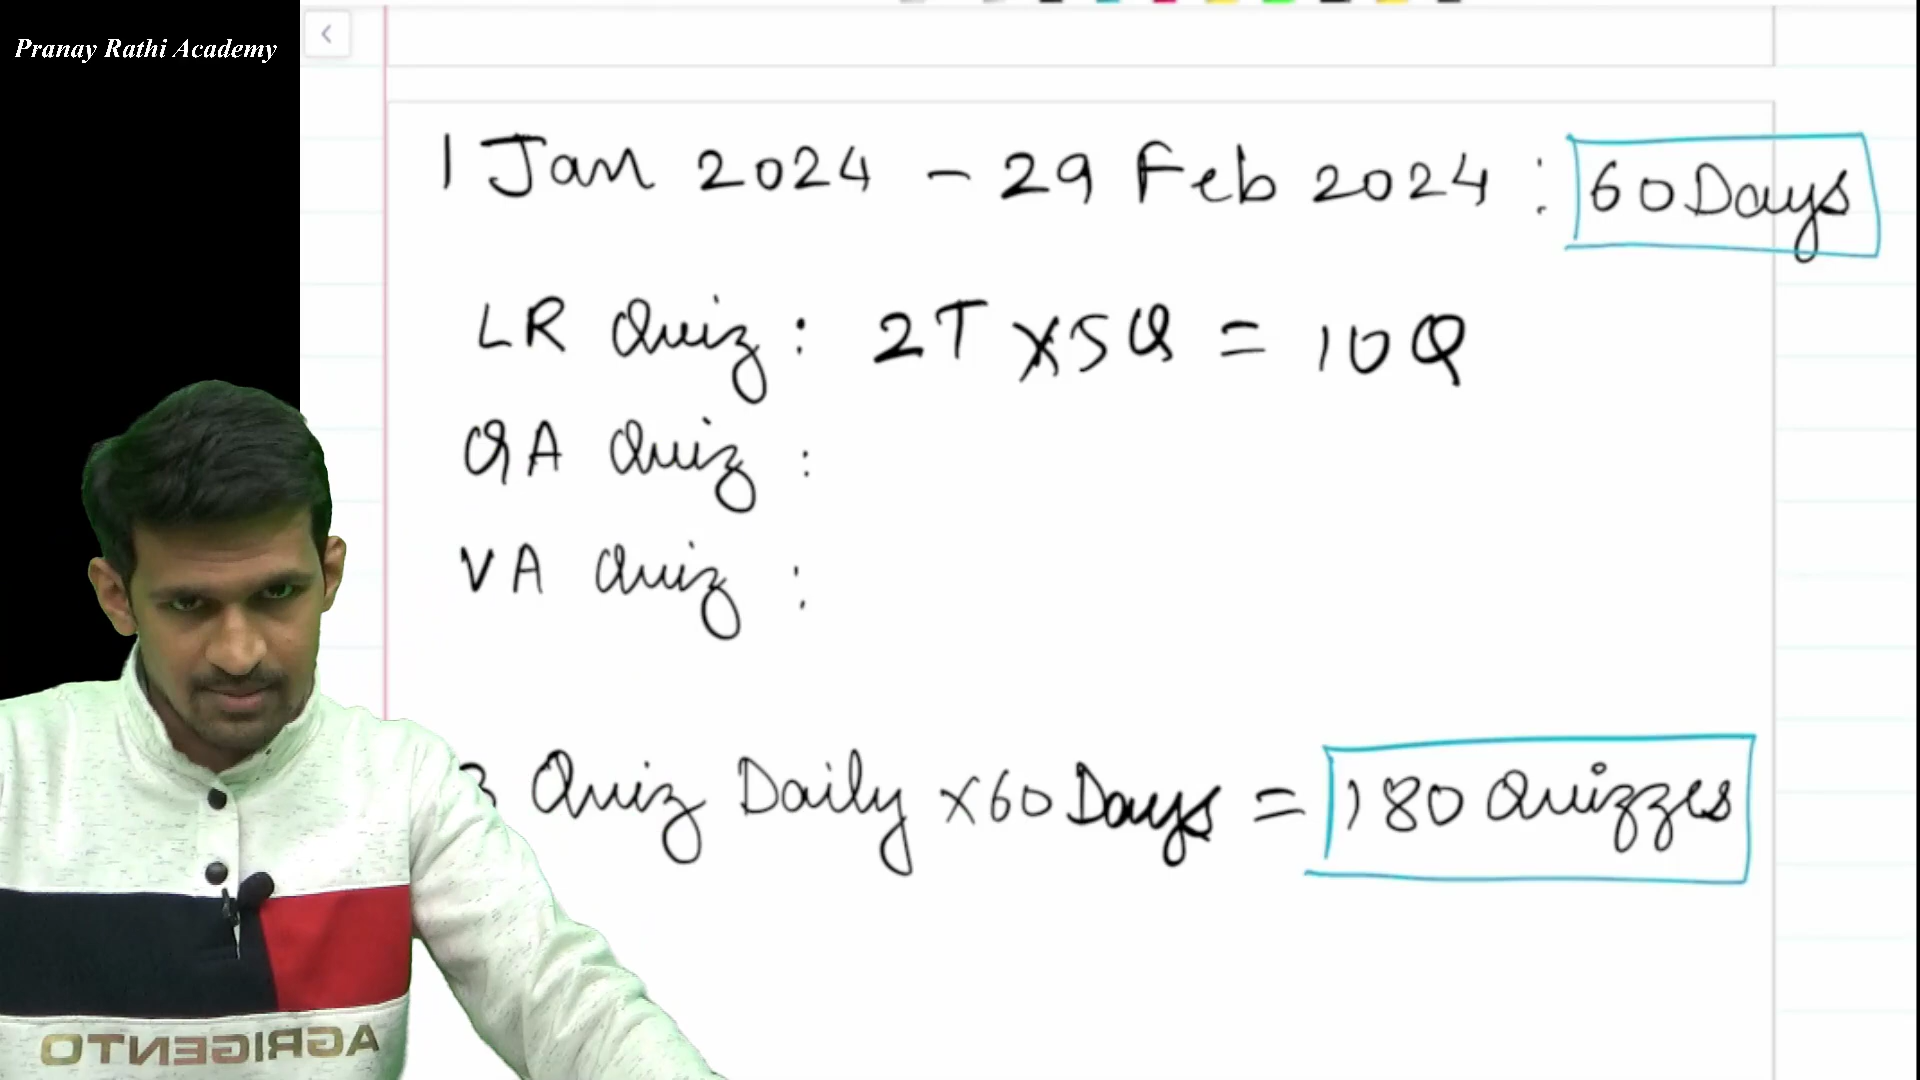 Pranay Rathi Academy
1 Jan 2024 - 29 Feb 2024 : 60 Days
LR Quiz : 2T x 5Q = 10Q
QA Quiz :
VA Quiz :
3 Quiz Daily x 60 Days = 180 Quizzes
AGRIGENTO